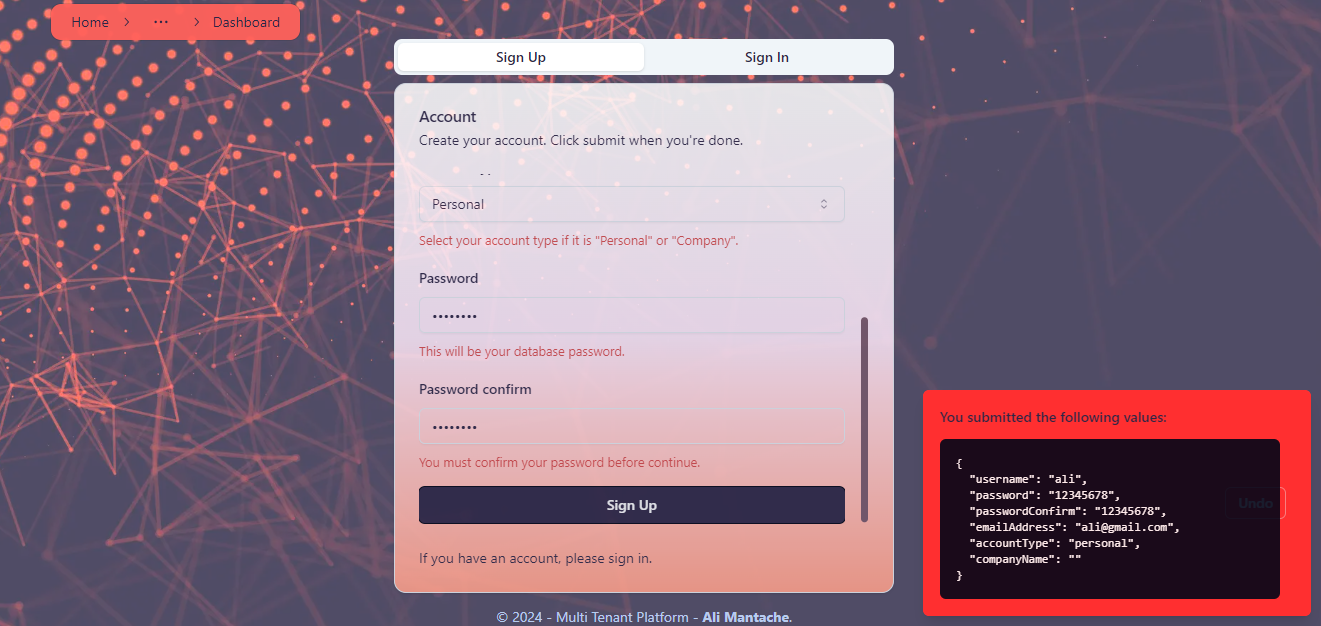 Home > ... > Dashboard
Sign Up
Sign In
Account
Create your account. Click submit when you're done.
Personal
Select your account type if it is "Personal" or "Company".
Password
••••••••
This will be your database password.
Password confirm
••••••••
You must confirm your password before continue.
Sign Up
If you have an account, please sign in.
© 2024 - Multi Tenant Platform - Ali Mantache.
You submitted the following values:
{
"username": "ali",
"password": "12345678",
"passwordConfirm": "12345678",
"emailAddress": "ali@gmail.com",
"accountType": "personal",
"companyName": ""
}
Undo